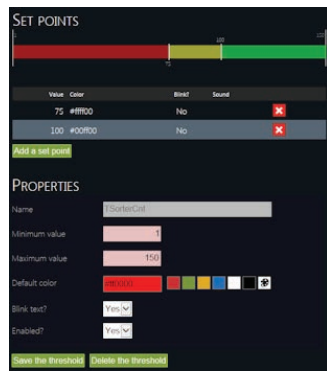 SET POINTS
100
75
Value Color Blink? Sound
75 #ffff00 No
100 #00ff00 No
Add a set point
PROPERTIES
Name TSorterCnt
Minimum value 1
Maximum value 150
Default color #ff0000
Blink text? Yes
Enabled? Yes
Save the threshold Delete the threshold